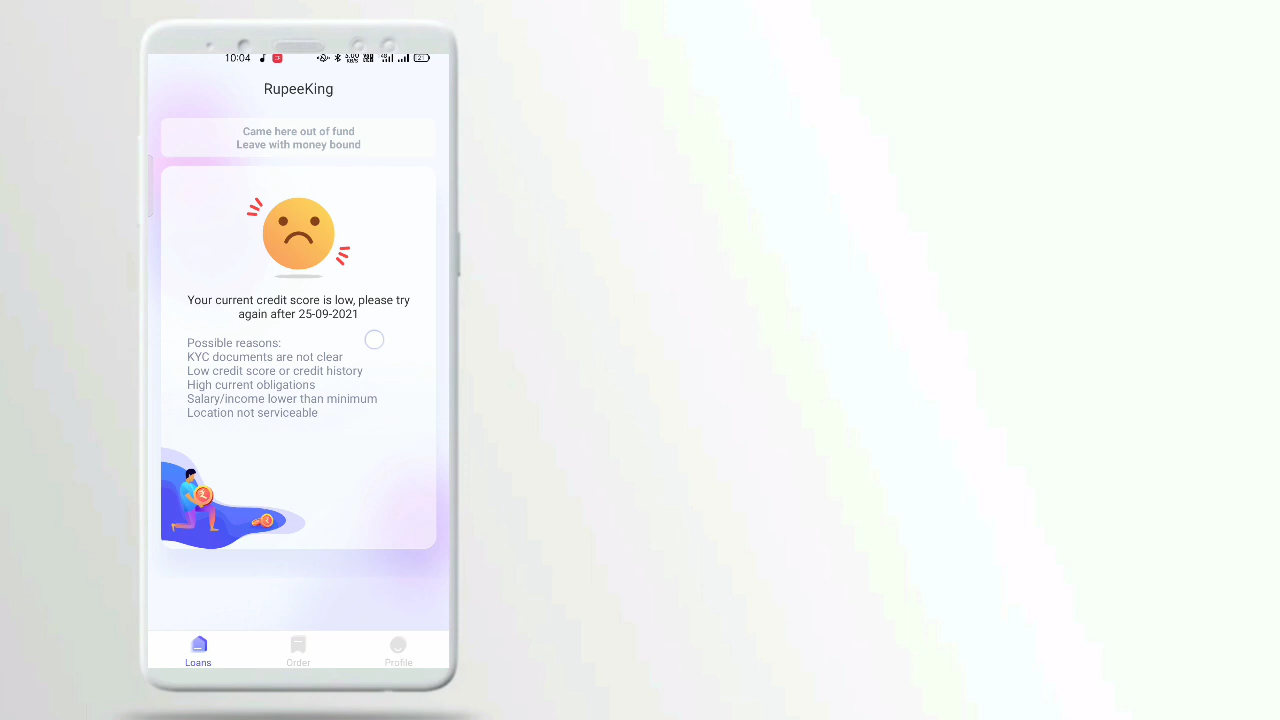 10:04
RupeeKing
Came here out of fund
Leave with money bound
Your current credit score is low, please try
again after 25-09-2021
Possible reasons:
KYC documents are not clear
Low credit score or credit history
High current obligations
Salary/income lower than minimum
Location not serviceable
Loans
Order
Profile